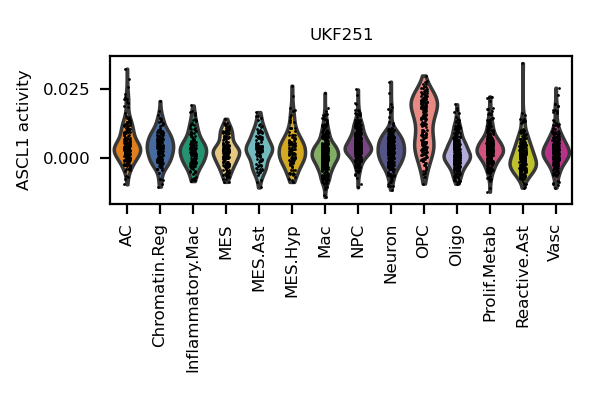 UKF251
ASCL1 activity
0.025
0.000
AC
Chromatin.Reg
Inflammatory.Mac
MES
MES.Ast
MES.Hyp
Mac
NPC
Neuron
OPC
Oligo
Prolif.Metab
Reactive.Ast
Vasc